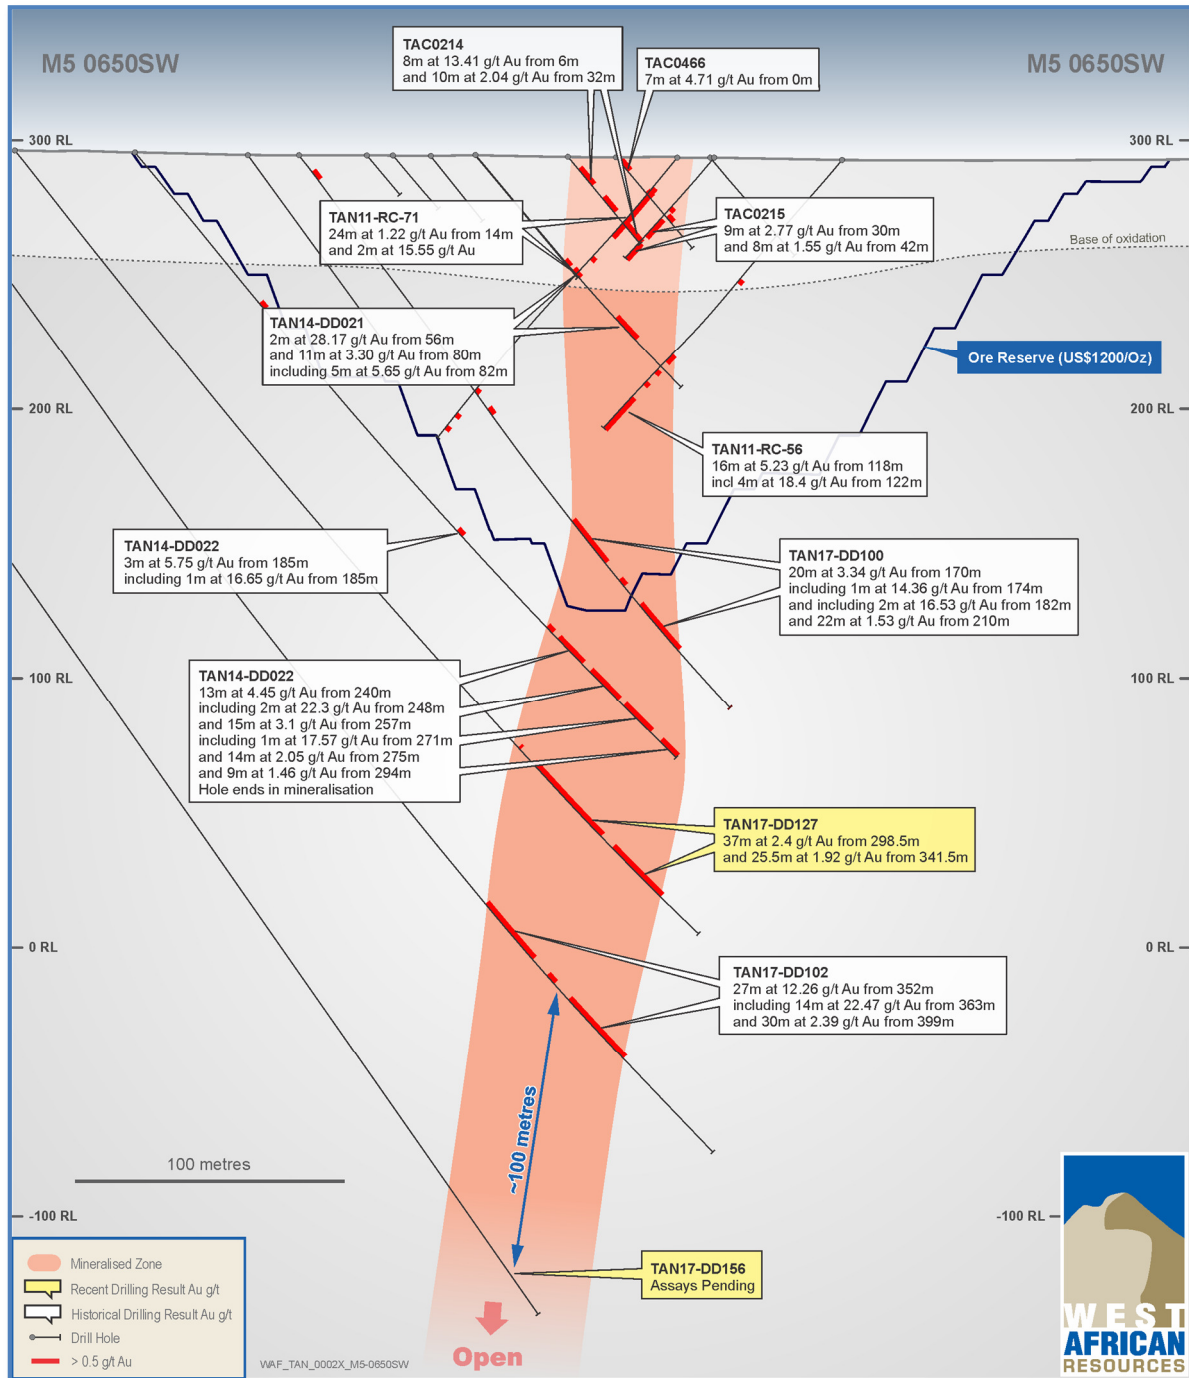 M5 0650SW
M5 0650SW
TAC0214
8m at 13.41 g/t Au from 6m
and 10m at 2.04 g/t Au from 32m
TAC0466
7m at 4.71 g/t Au from 0m
300 RL
300 RL
TAN11-RC-71
24m at 1.22 g/t Au from 14m
and 2m at 15.55 g/t Au
TAC0215
9m at 2.77 g/t Au from 30m
and 8m at 1.55 g/t Au from 42m
Base of oxidation
TAN14-DD021
2m at 28.17 g/t Au from 56m
and 11m at 3.30 g/t Au from 80m
including 5m at 5.65 g/t Au from 82m
Ore Reserve (US$1200/Oz)
200 RL
200 RL
TAN11-RC-56
16m at 5.23 g/t Au from 118m
incl 4m at 18.4 g/t Au from 122m
TAN14-DD022
3m at 5.75 g/t Au from 185m
including 1m at 16.65 g/t Au from 185m
TAN17-DD100
20m at 3.34 g/t Au from 170m
including 1m at 14.36 g/t Au from 174m
and including 2m at 16.53 g/t Au from 182m
and 22m at 1.53 g/t Au from 210m
TAN14-DD022
13m at 4.45 g/t Au from 240m
including 2m at 22.3 g/t Au from 248m
and 15m at 3.1 g/t Au from 257m
including 1m at 17.57 g/t Au from 271m
and 14m at 2.05 g/t Au from 275m
and 9m at 1.46 g/t Au from 294m
Hole ends in mineralisation
100 RL
100 RL
TAN17-DD127
37m at 2.4 g/t Au from 298.5m
and 25.5m at 1.92 g/t Au from 341.5m
0 RL
0 RL
TAN17-DD102
27m at 12.26 g/t Au from 352m
including 14m at 22.47 g/t Au from 363m
and 30m at 2.39 g/t Au from 399m
~100 metres
100 metres
-100 RL
-100 RL
TAN17-DD156
Assays Pending
Mineralised Zone
Recent Drilling Result Au g/t
Historical Drilling Result Au g/t
Drill Hole
> 0.5 g/t Au
WAF_TAN_0002X_M5-0650SW
Open
WEST
AFRICAN
RESOURCES